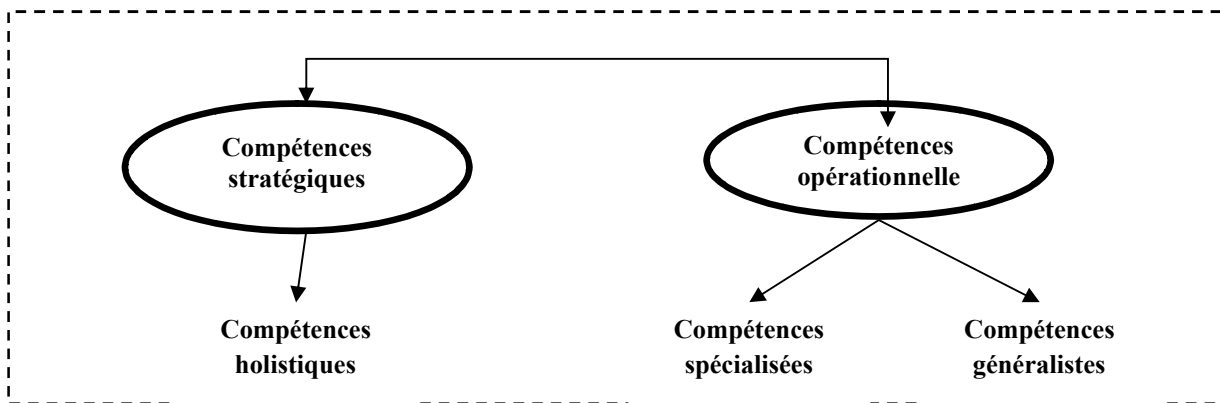 Compétences
stratégiques
Compétences
opérationnelle
Compétences
holistiques
Compétences
spécialisées
Compétences
généralistes